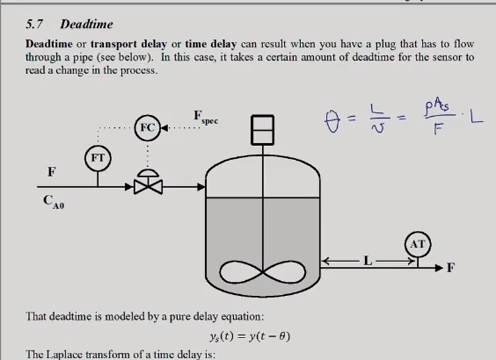 5.7 Deadtime
Deadtime or transport delay or time delay can result when you have a plug that has to flow
through a pipe (see below). In this case, it takes a certain amount of deadtime for the sensor to
read a change in the process.
θ = L/v = ρAs/F · L
F_spec
FC
FT
F
C_A0
AT
L
F
That deadtime is modeled by a pure delay equation:
y_s(t) = y(t − θ)
The Laplace transform of a time delay is: